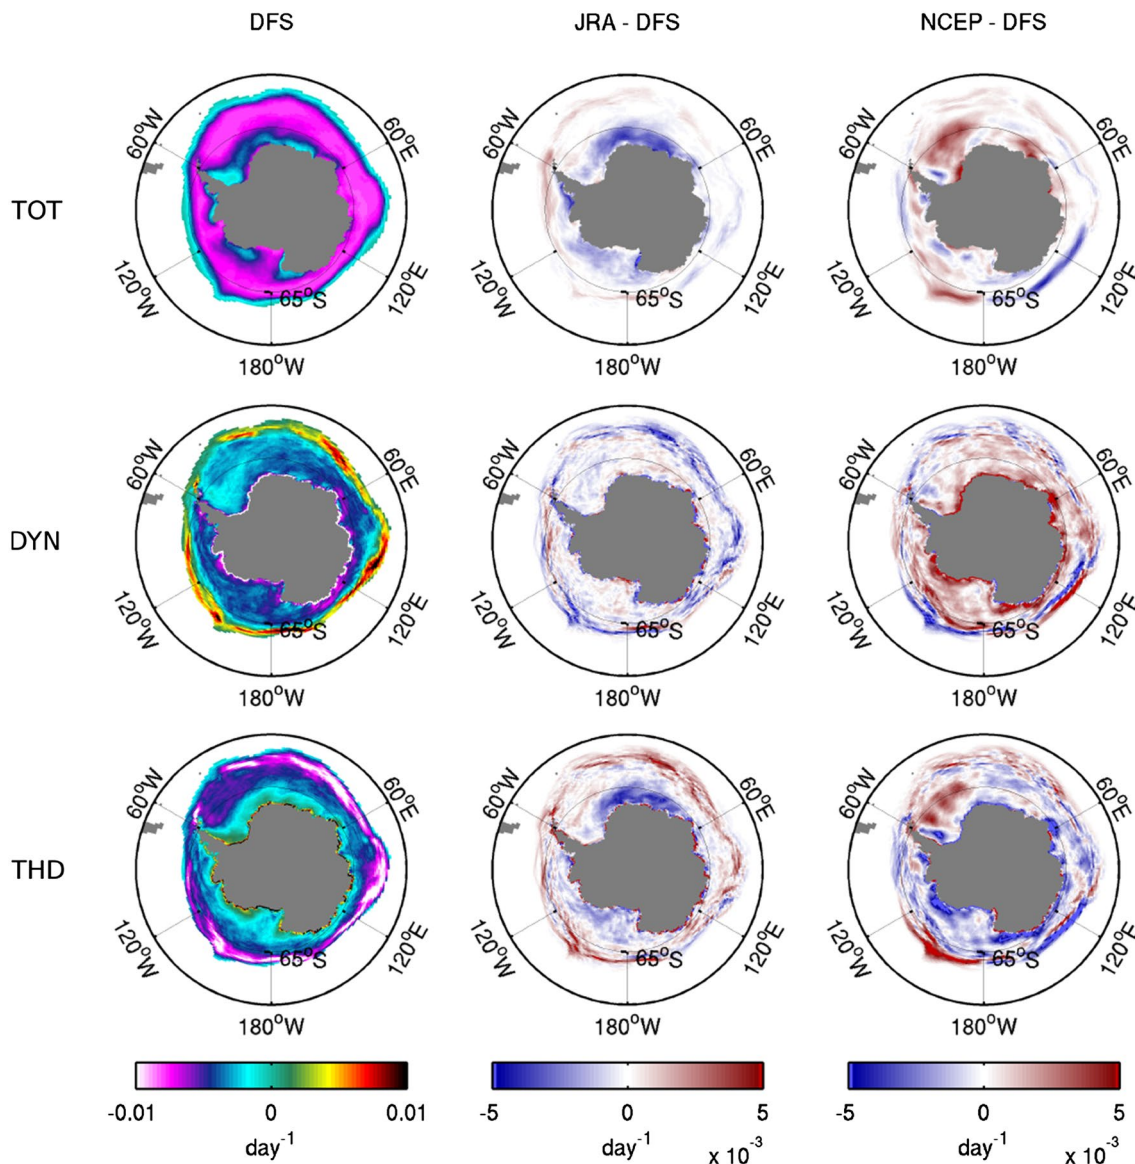 DFS JRA - DFS NCEP - DFS
TOT
60°W 60°E 60°W 60°E 60°W 60°E
120°W 65°S 120°E 120°W 65°S 120°E 120°W 65°S 120°E
180°W 180°W 180°W
DYN
60°W 60°E 60°W 60°E 60°W 60°E
120°W 65°S 120°E 120°W 65°S 120°E 120°W 65°S 120°E
180°W 180°W 180°W
THD
60°W 60°E 60°W 60°E 60°W 60°E
120°W 65°S 120°E 120°W 65°S 120°E 120°W 65°S 120°E
180°W 180°W 180°W
-0.01 0 0.01 -5 0 5 -5 0 5
day⁻¹ day⁻¹ x 10⁻³ day⁻¹ x 10⁻³